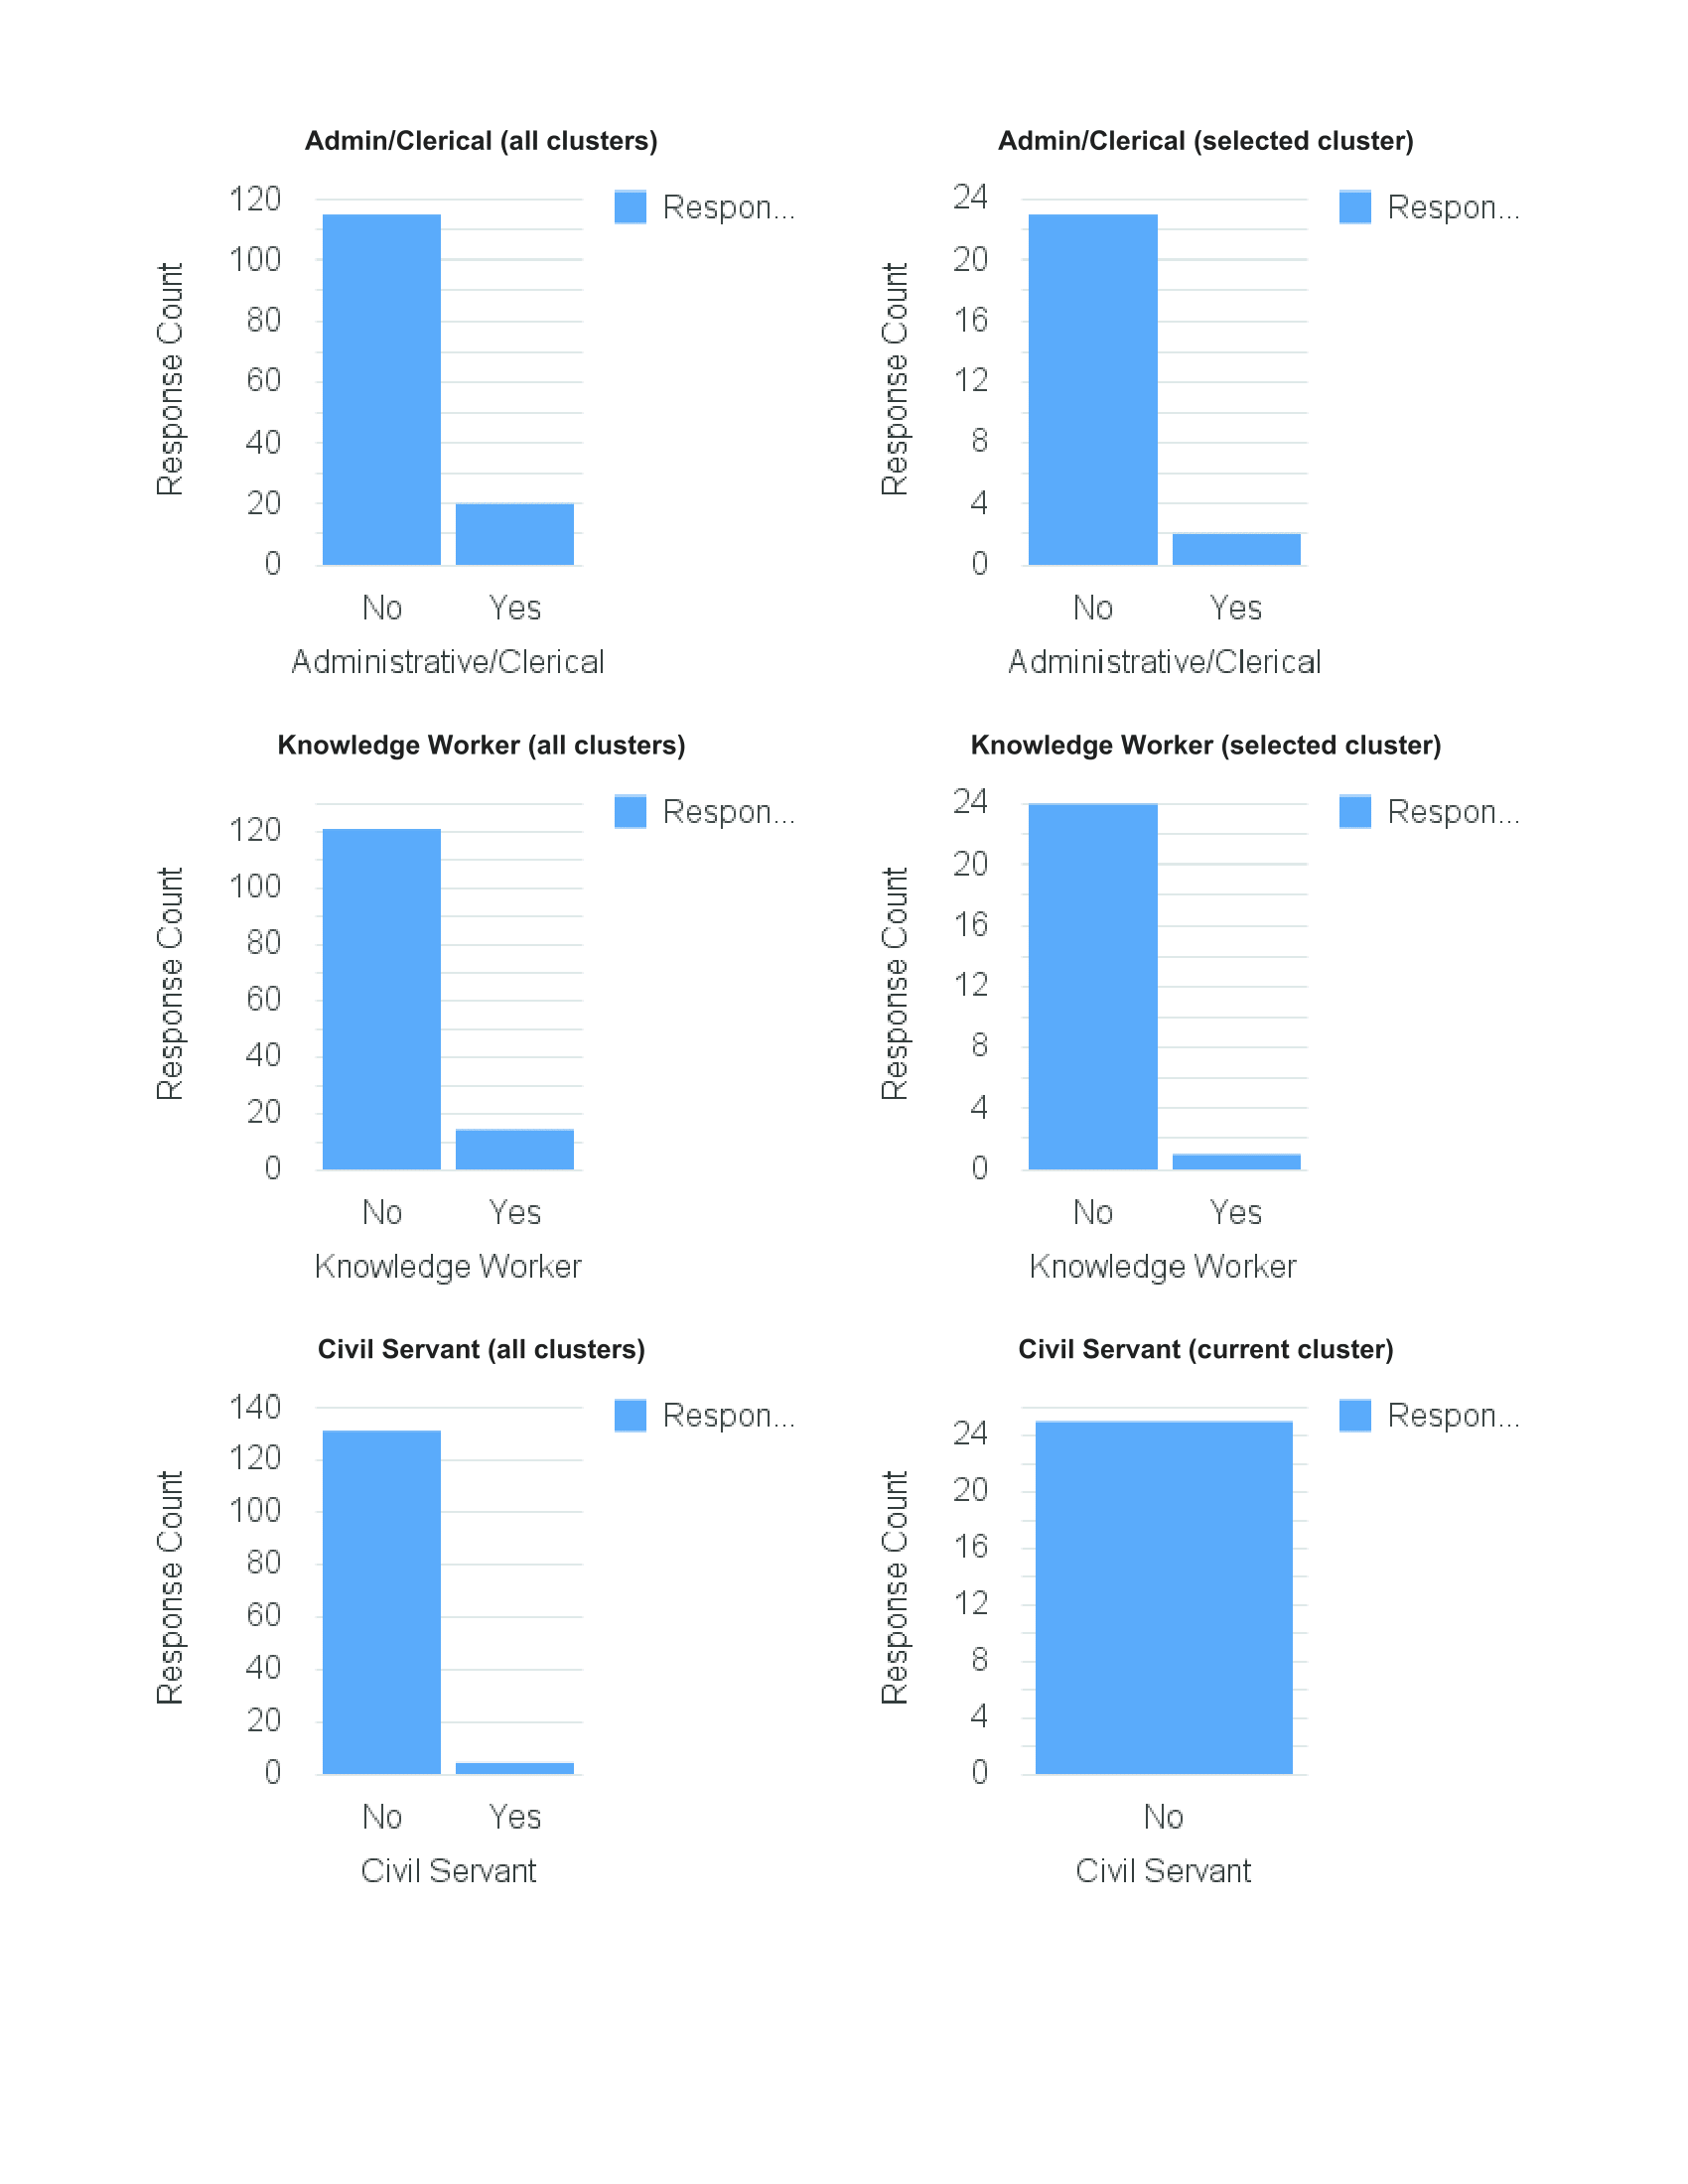 Admin/Clerical (all clusters)
Respon...
Response Count
120
100
80
60
40
20
0
No Yes
Administrative/Clerical
Admin/Clerical (selected cluster)
Respon...
Response Count
24
20
16
12
8
4
0
No Yes
Administrative/Clerical
Knowledge Worker (all clusters)
Respon...
Response Count
120
100
80
60
40
20
0
No Yes
Knowledge Worker
Knowledge Worker (selected cluster)
Respon...
Response Count
24
20
16
12
8
4
0
No Yes
Knowledge Worker
Civil Servant (all clusters)
Respon...
Response Count
140
120
100
80
60
40
20
0
No Yes
Civil Servant
Civil Servant (current cluster)
Respon...
Response Count
24
20
16
12
8
4
0
No
Civil Servant